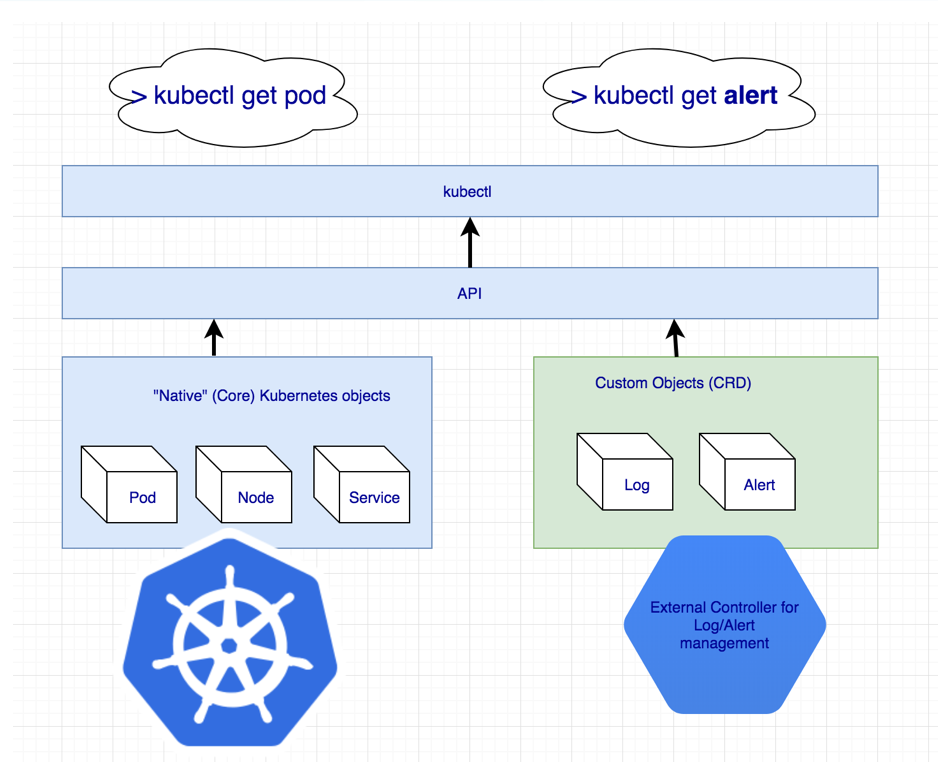 > kubectl get pod
> kubectl get alert
kubectl
API
"Native" (Core) Kubernetes objects
Custom Objects (CRD)
Pod
Node
Service
Log
Alert
External Controller for
Log/Alert
management